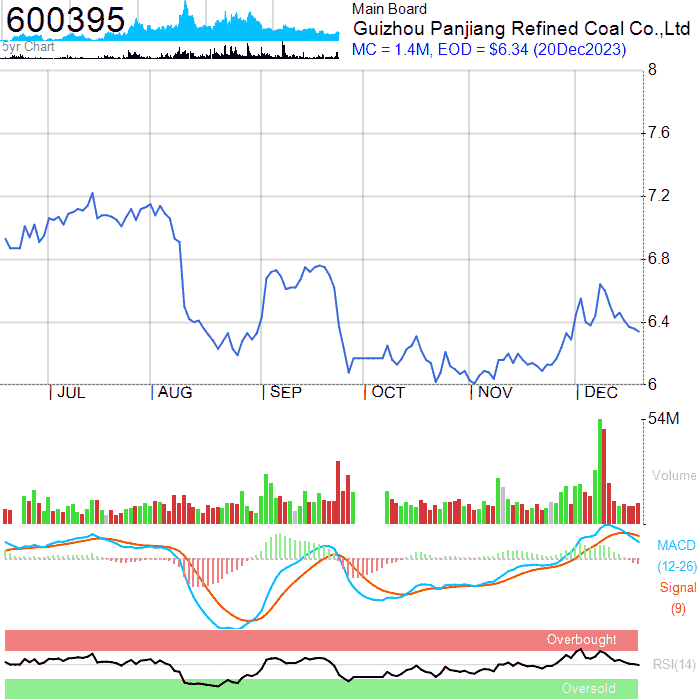 600395
5yr Chart
Main Board
Guizhou Panjiang Refined Coal Co.,Ltd
MC = 1.4M, EOD = $6.34 (20Dec2023)
8
7.6
7.2
6.8
6.4
6
JUL AUG SEP OCT NOV DEC
54M
Volume
MACD
(12-26)
Signal
(9)
Overbought
RSI(14)
Oversold